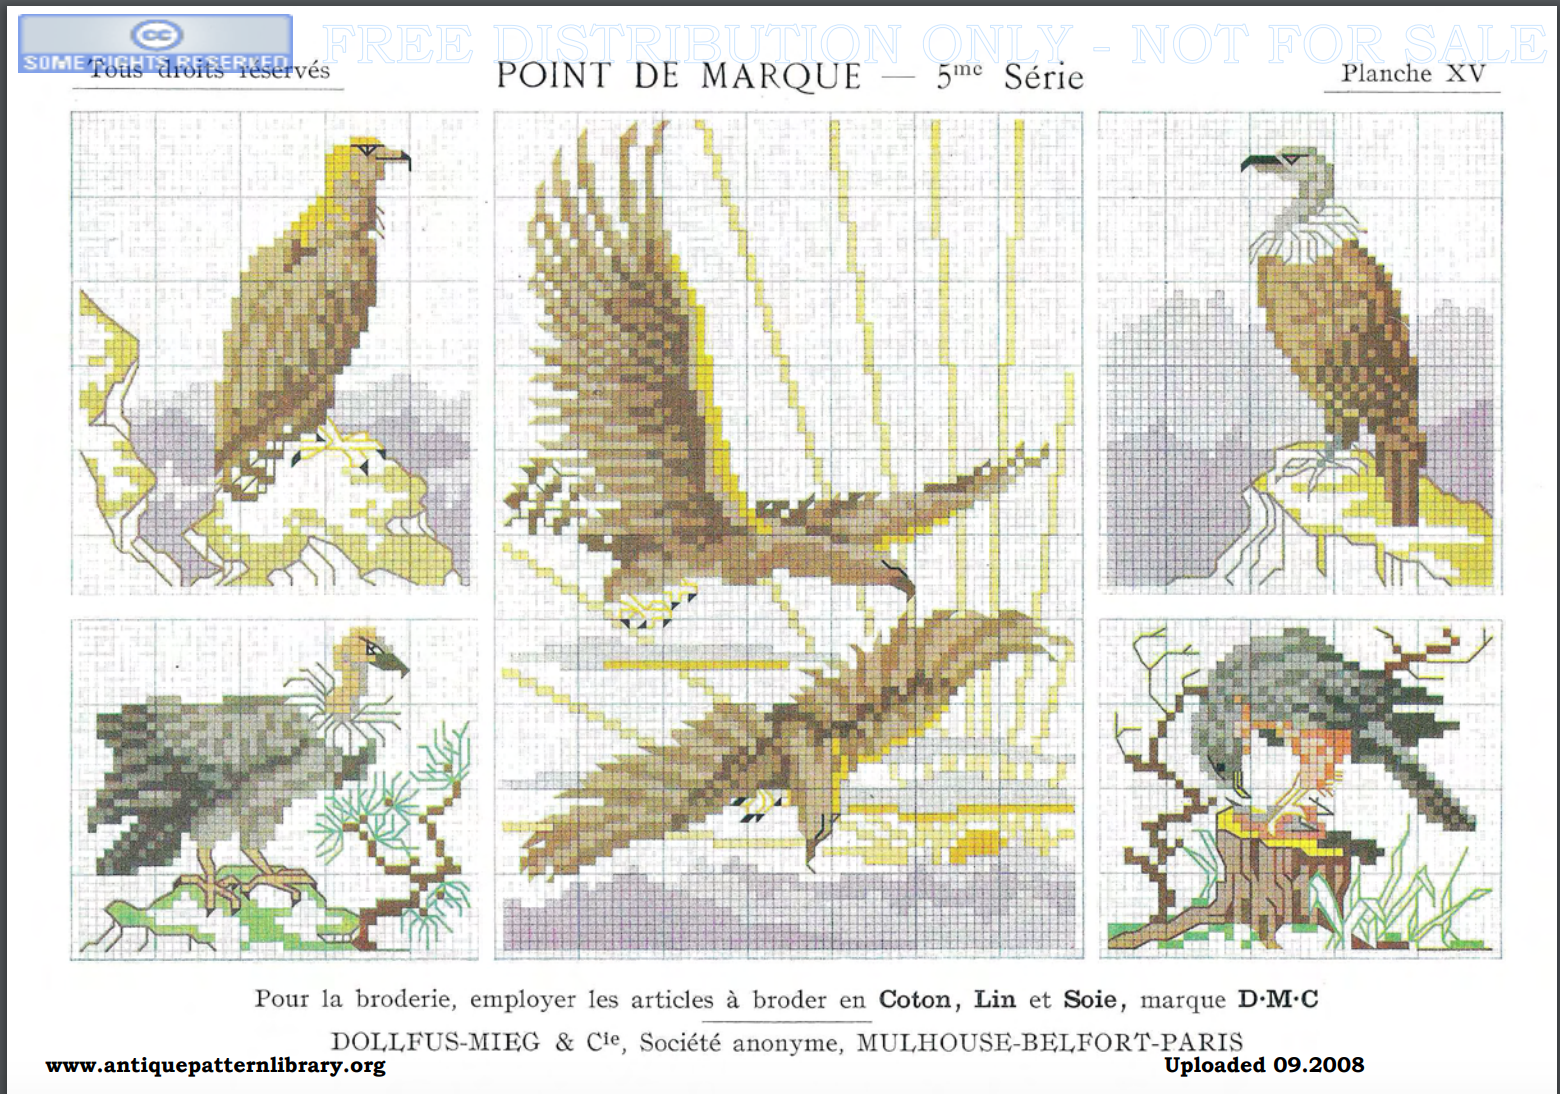 FREE DISTRIBUTION ONLY - NOT FOR SALE
cc
SOME RIGHTS RESERVED
Tous droits réservés
POINT DE MARQUE — 5me Série
Planche XV
Pour la broderie, employer les articles à broder en Coton, Lin et Soie, marque D·M·C
DOLLFUS-MIEG & Cie, Société anonyme, MULHOUSE-BELFORT-PARIS
www.antiquepatternlibrary.org
Uploaded 09.2008